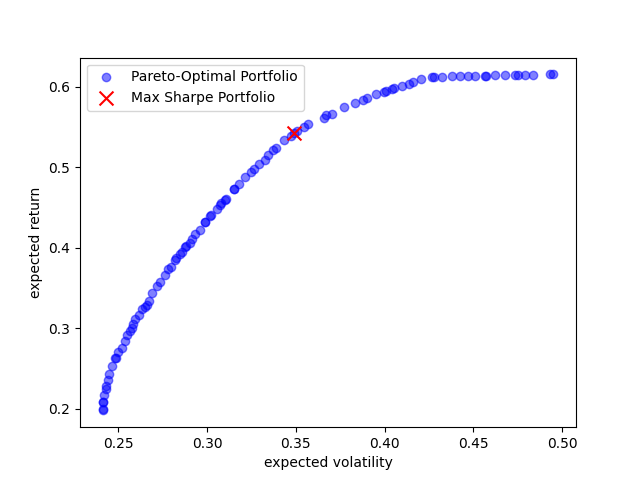 Pareto-Optimal Portfolio
Max Sharpe Portfolio
0.6
0.5
0.4
0.3
0.2
expected return
0.25 0.30 0.35 0.40 0.45 0.50
expected volatility